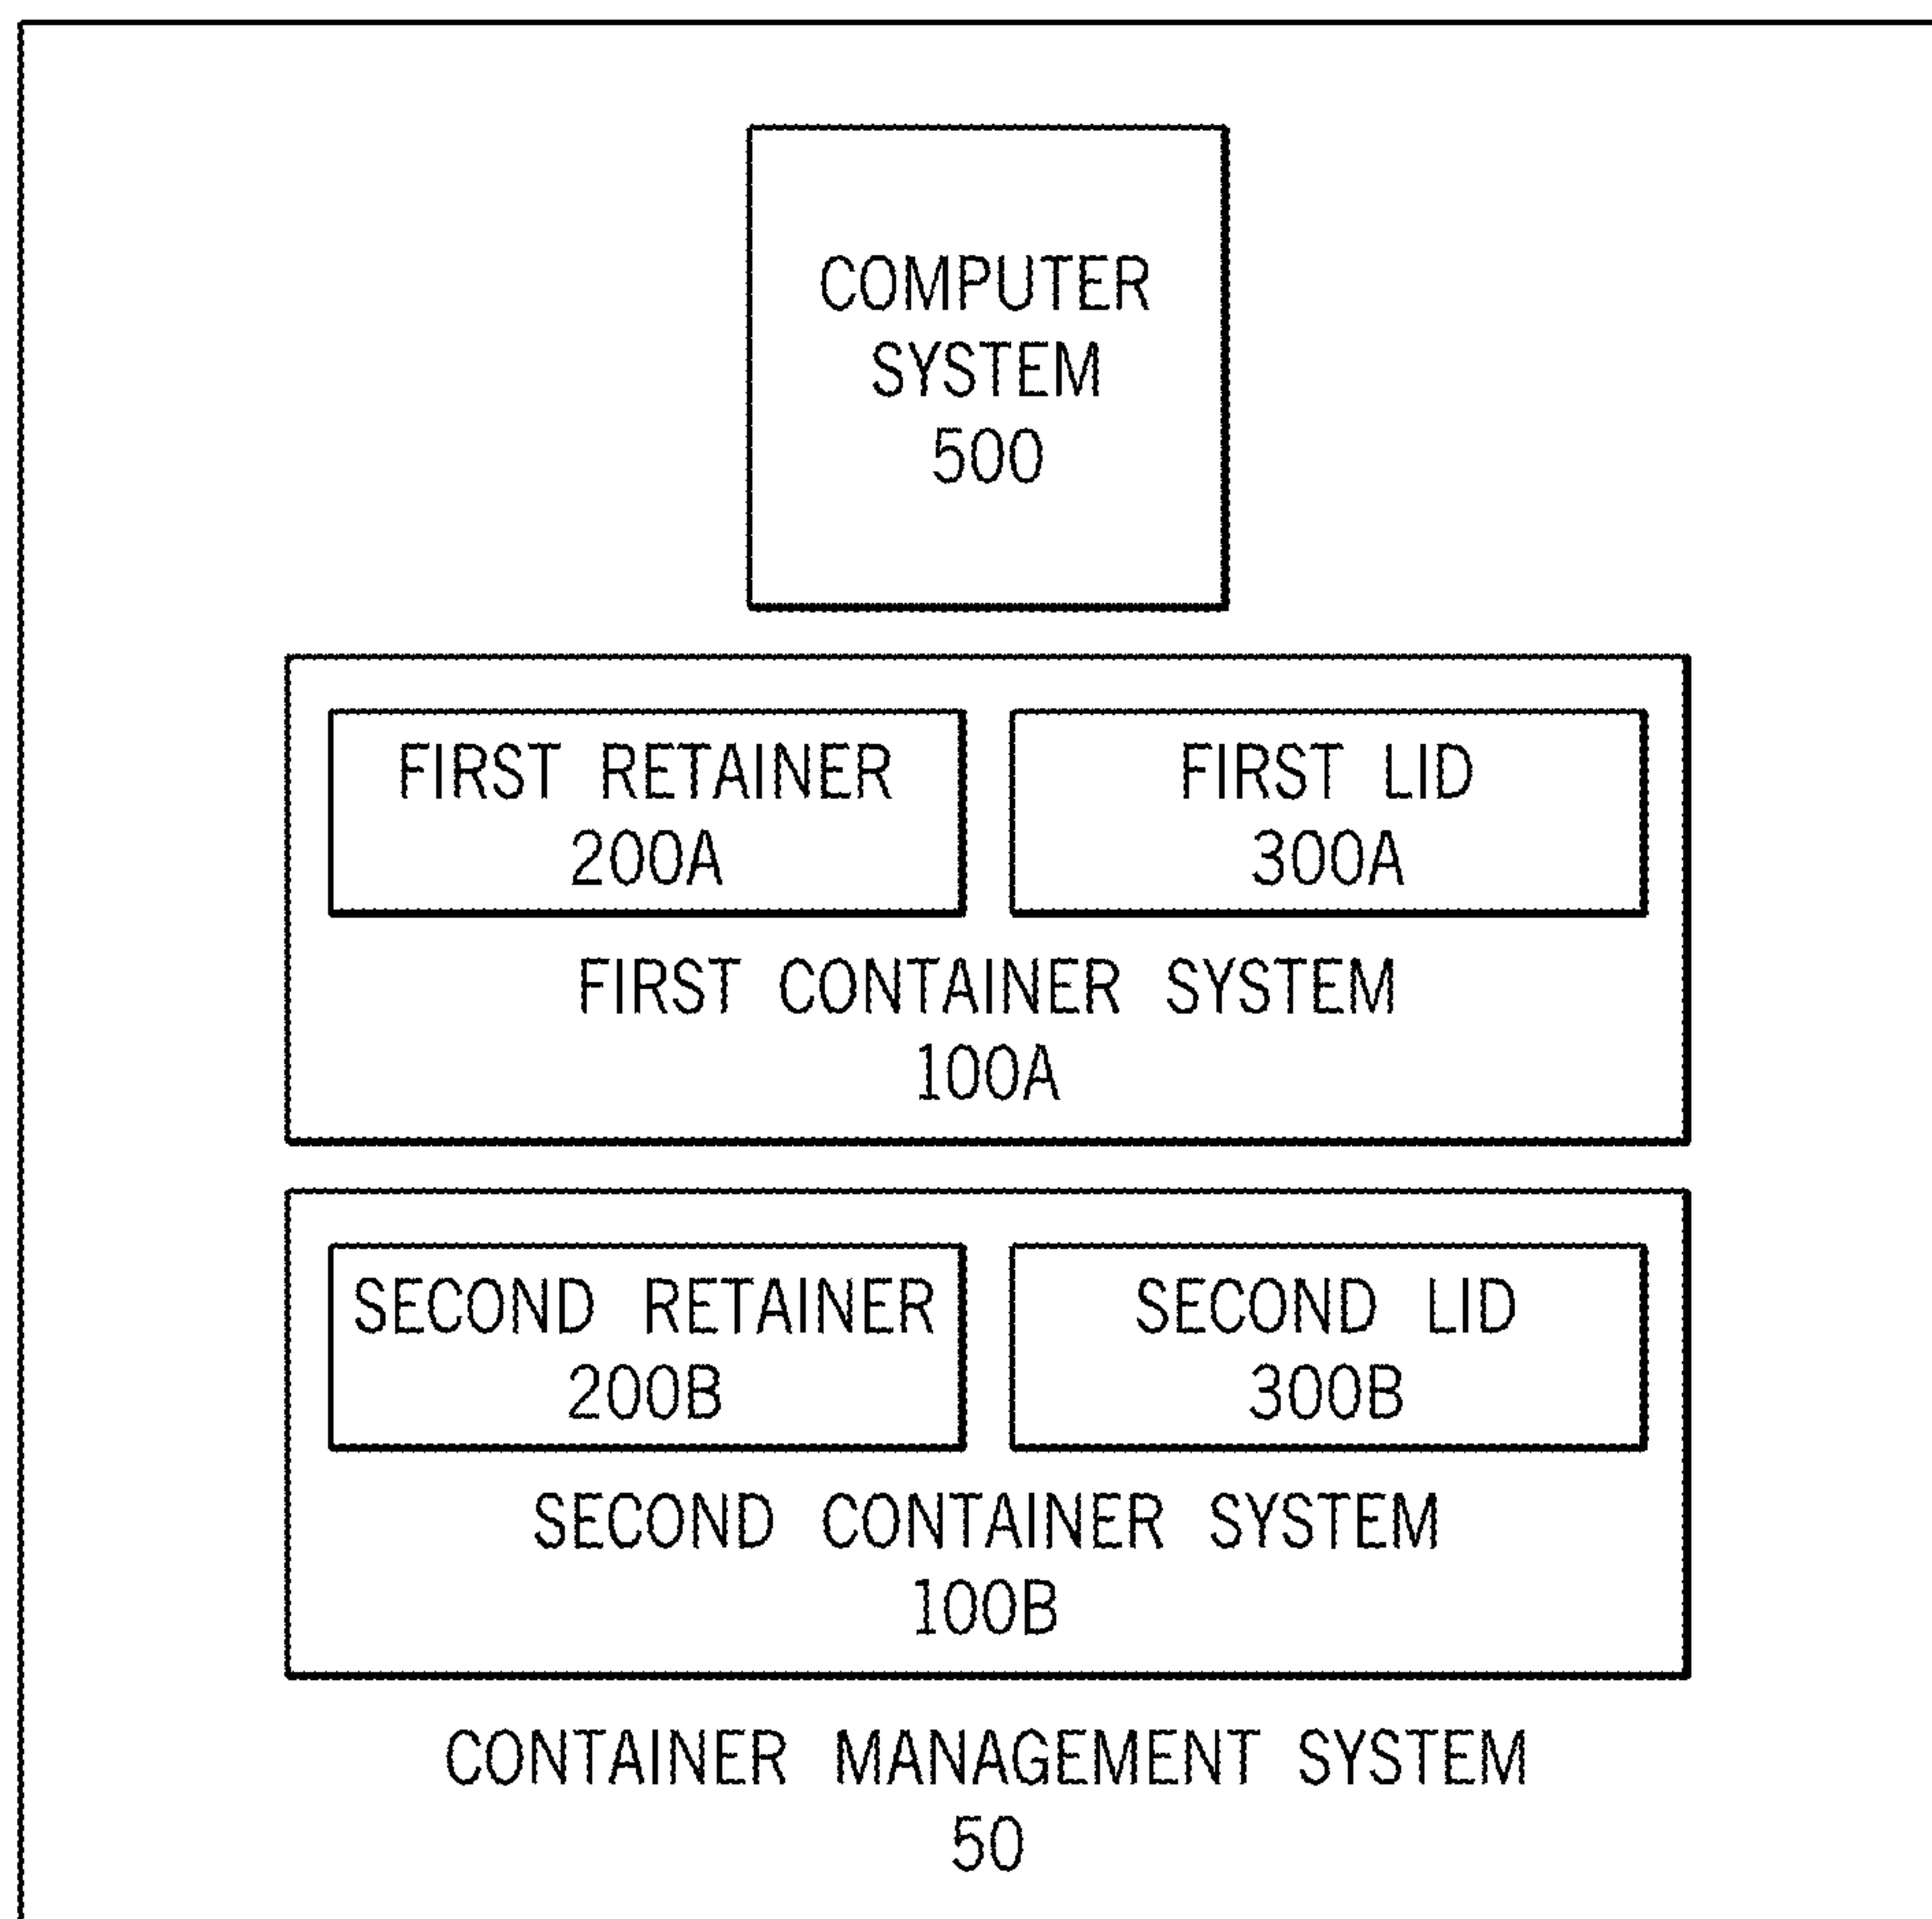 COMPUTER
SYSTEM
500
FIRST RETAINER
200A
FIRST LID
300A
FIRST CONTAINER SYSTEM
100A
SECOND RETAINER
200B
SECOND LID
300B
SECOND CONTAINER SYSTEM
100B
CONTAINER MANAGEMENT SYSTEM
50